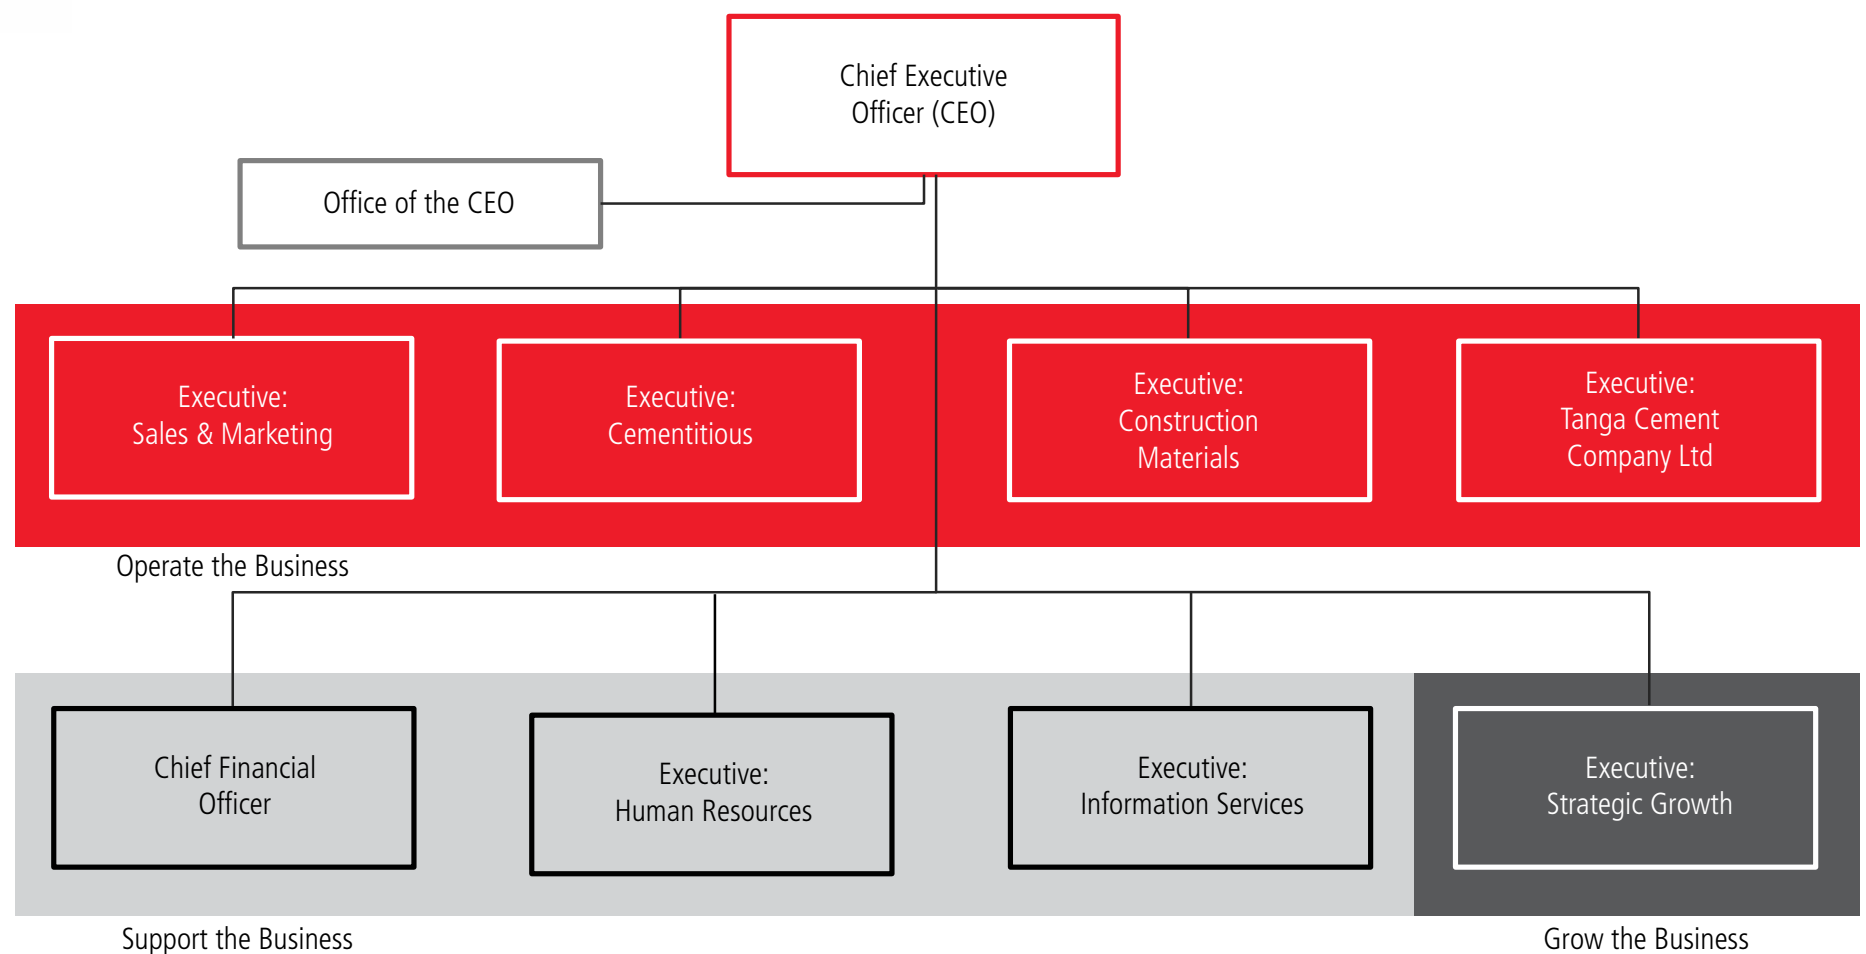 Chief Executive
Officer (CEO)
Office of the CEO
Executive:
Sales & Marketing
Executive:
Cementitious
Executive:
Construction
Materials
Executive:
Tanga Cement
Company Ltd
Operate the Business
Chief Financial
Officer
Executive:
Human Resources
Executive:
Information Services
Executive:
Strategic Growth
Support the Business
Grow the Business